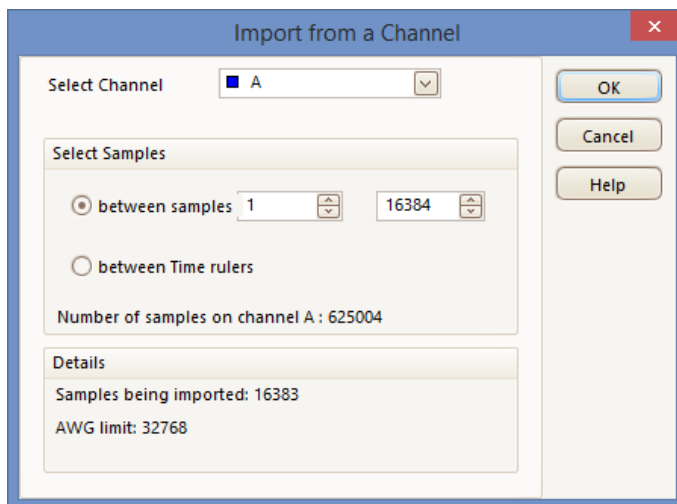 Import from a Channel
Select Channel A
OK
Cancel
Help
Select Samples
between samples 1 16384
between Time rulers
Number of samples on channel A : 625004
Details
Samples being imported: 16383
AWG limit: 32768